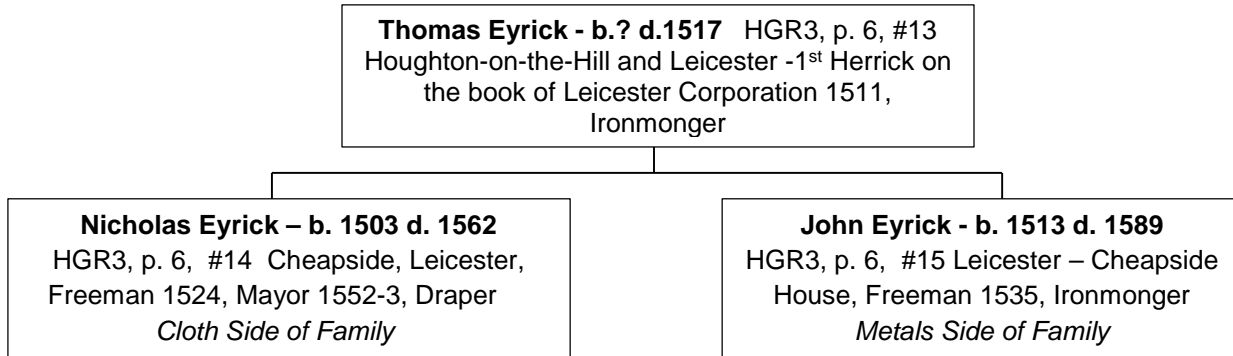 Thomas Eyrick - b.? d.1517 HGR3, p. 6, #13
Houghton-on-the-Hill and Leicester -1st Herrick on
the book of Leicester Corporation 1511,
Ironmonger
Nicholas Eyrick – b. 1503 d. 1562
HGR3, p. 6, #14 Cheapside, Leicester,
Freeman 1524, Mayor 1552-3, Draper
Cloth Side of Family
John Eyrick - b. 1513 d. 1589
HGR3, p. 6, #15 Leicester – Cheapside
House, Freeman 1535, Ironmonger
Metals Side of Family